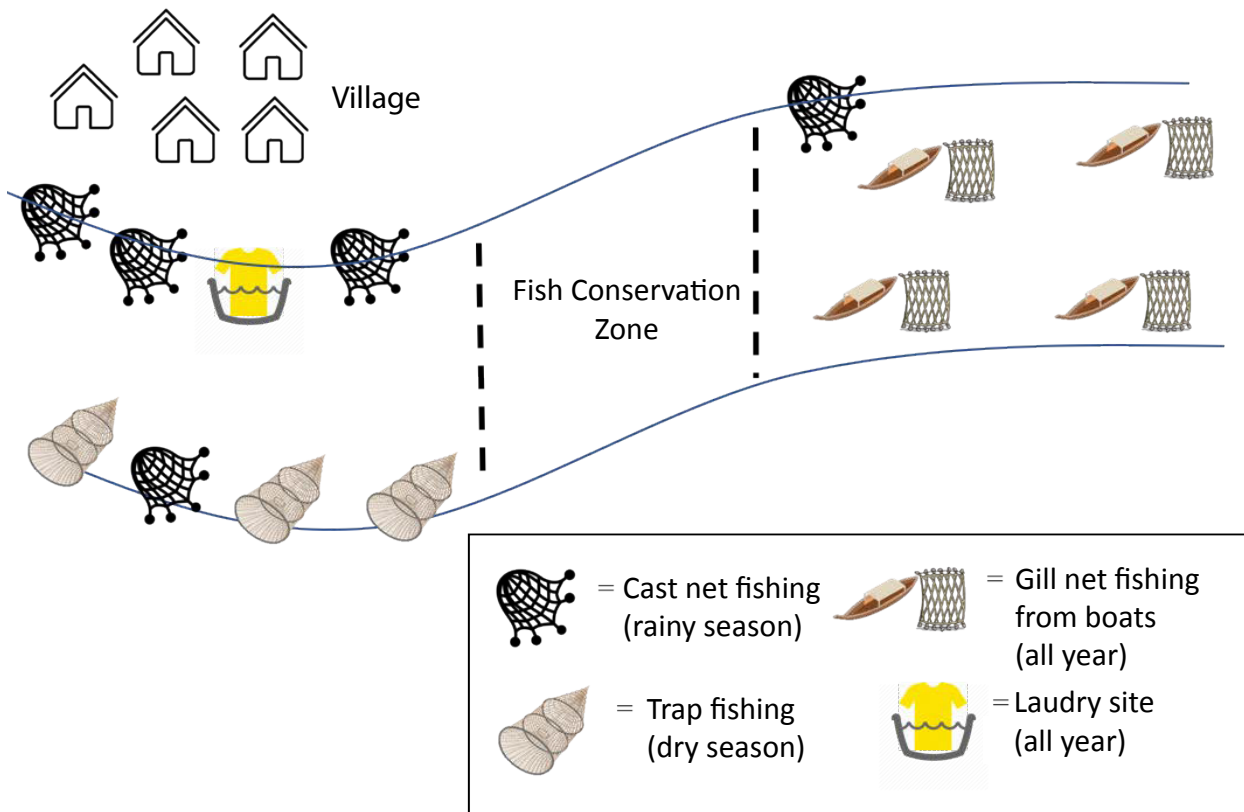 Village
Fish Conservation
Zone
= Cast net fishing
(rainy season)
= Gill net fishing
from boats
(all year)
= Trap fishing
(dry season)
= Laudry site
(all year)